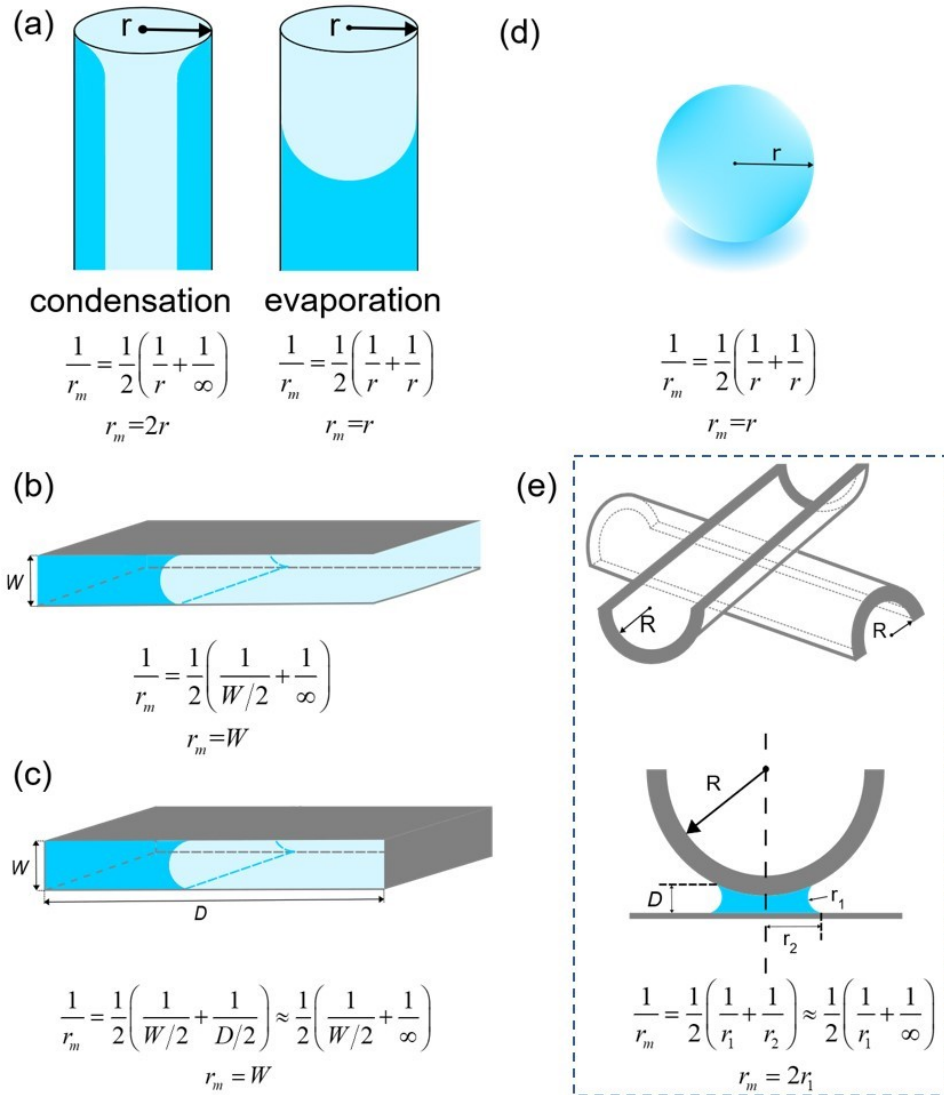 (a)
r
r
condensation
evaporation
1/r_m = 1/2 (1/r + 1/∞)
r_m = 2r
1/r_m = 1/2 (1/r + 1/r)
r_m = r
(b)
W
1/r_m = 1/2 (1/(W/2) + 1/∞)
r_m = W
(c)
W
D
1/r_m = 1/2 (1/(W/2) + 1/(D/2)) ≈ 1/2 (1/(W/2) + 1/∞)
r_m = W
(d)
r
1/r_m = 1/2 (1/r + 1/r)
r_m = r
(e)
R
R
R
D
r_1
r_2
1/r_m = 1/2 (1/r_1 + 1/r_2) ≈ 1/2 (1/r_1 + 1/∞)
r_m = 2r_1